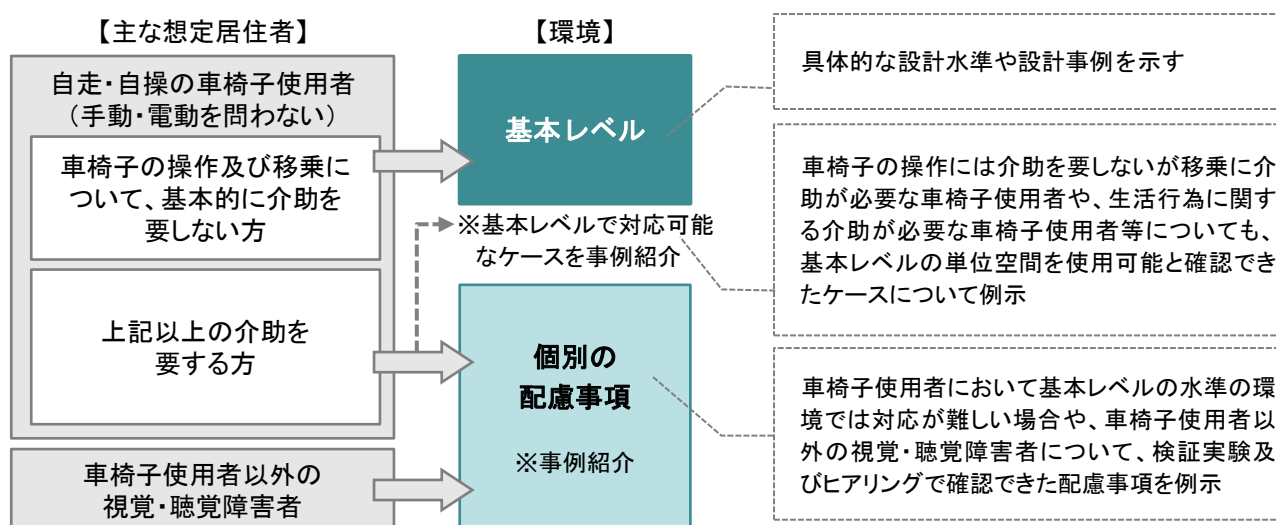 【主な想定居住者】
自走・自操の車椅子使用者
（手動・電動を問わない）
車椅子の操作及び移乗に
ついて、基本的に介助を
要しない方
上記以上の介助を
要する方
車椅子使用者以外の
視覚・聴覚障害者
【環境】
基本レベル
※基本レベルで対応可能
なケースを事例紹介
個別の
配慮事項
※事例紹介
具体的な設計水準や設計事例を示す
車椅子の操作には介助を要しないが移乗に介
助が必要な車椅子使用者や、生活行為に関す
る介助が必要な車椅子使用者等についても、
基本レベルの単位空間を使用可能と確認でき
たケースについて例示
車椅子使用者において基本レベルの水準の環
境では対応が難しい場合や、車椅子使用者以
外の視覚・聴覚障害者について、検証実験及
びヒアリングで確認できた配慮事項を例示